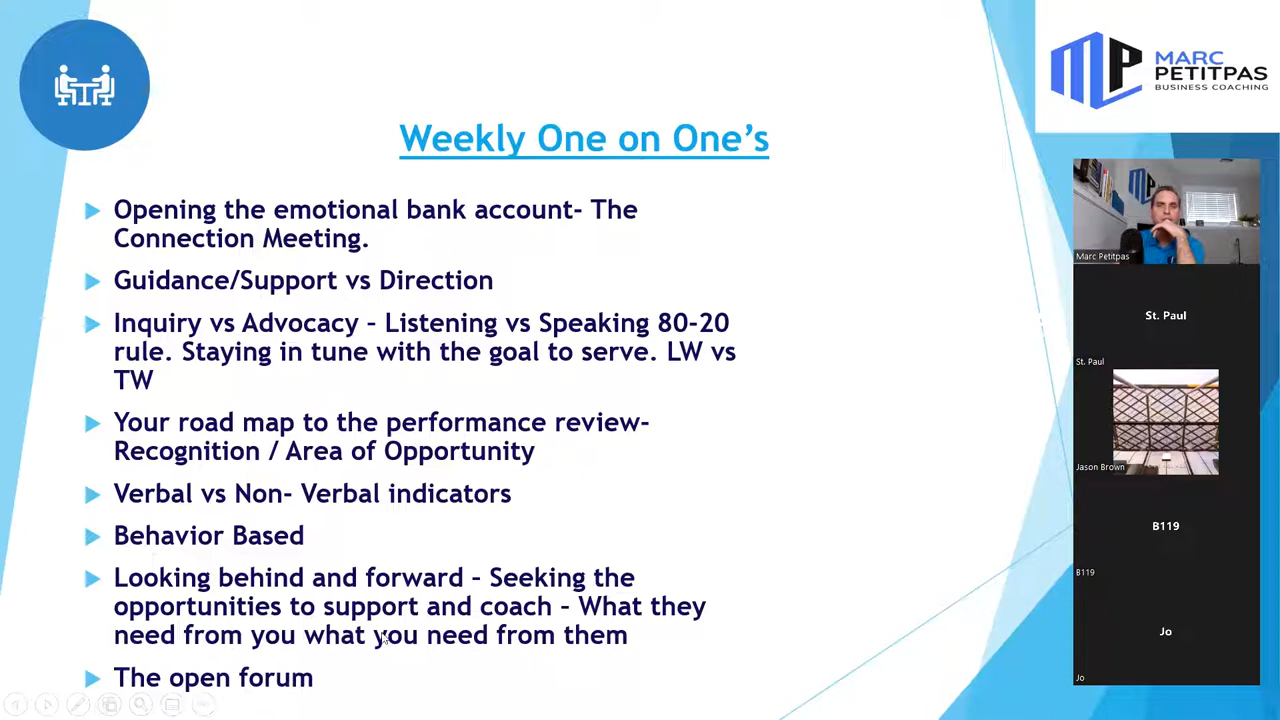 MARC
PETITPAS
BUSINESS COACHING
Weekly One on One’s
Opening the emotional bank account- The
Connection Meeting.
Guidance/Support vs Direction
Inquiry vs Advocacy – Listening vs Speaking 80-20
rule. Staying in tune with the goal to serve. LW vs
TW
Your road map to the performance review-
Recognition / Area of Opportunity
Verbal vs Non- Verbal indicators
Behavior Based
Looking behind and forward – Seeking the
opportunities to support and coach – What they
need from you what you need from them
The open forum
Marc Petitpas
St. Paul
St. Paul
Jason Brown
B119
B119
Jo
Jo